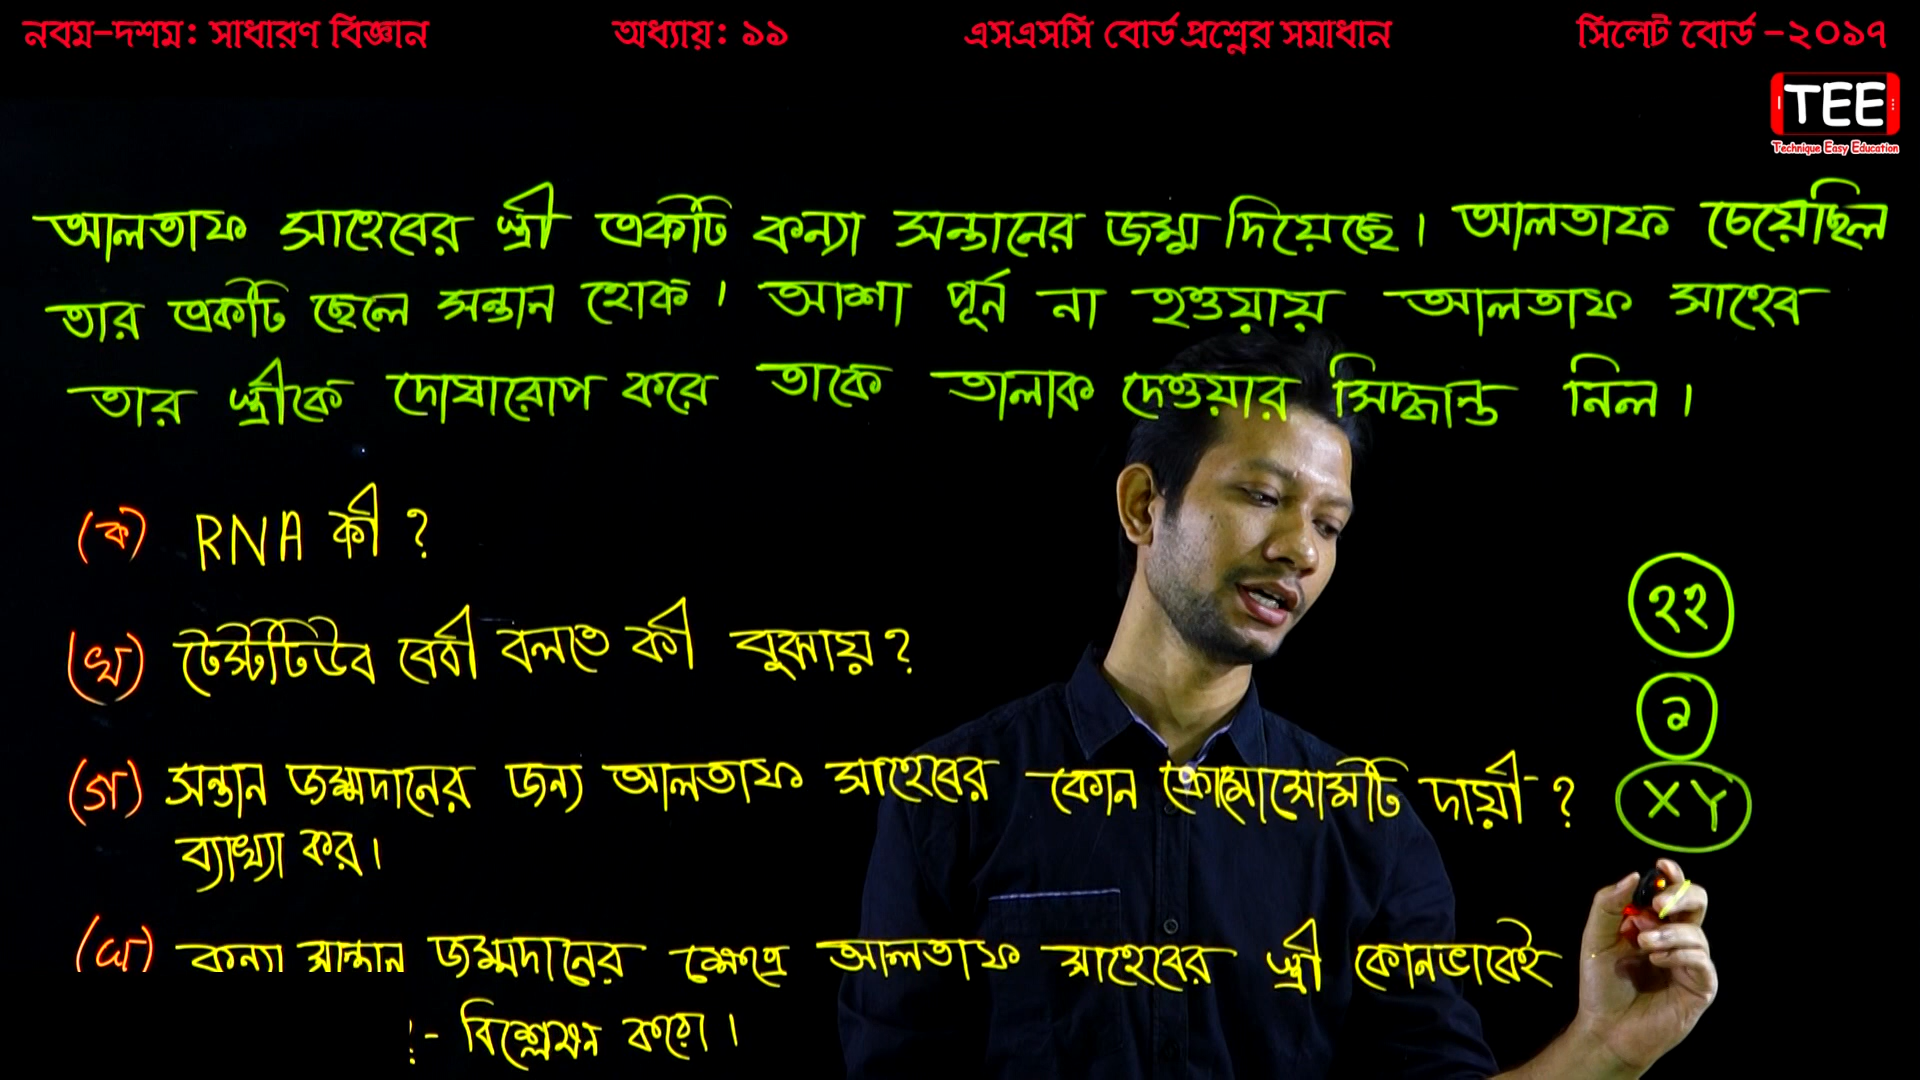 নবম-দশম: সাধারণ বিজ্ঞান অধ্যায়: ১১ এসএসসি বোর্ড প্রশ্নের সমাধান সিলেট বোর্ড -২০১৭
TEE
Technique Easy Education
আলতাফ সাহেবের স্ত্রী একটি কন্যা সন্তানের জন্ম দিয়েছে। আলতাফ চেয়েছিল
তার একটি ছেলে সন্তান হোক। আশা পূর্ন না হওয়ায় আলতাফ সাহেব
তার স্ত্রীকে দোষারোপ করে তাকে তালাক দেওয়ার সিদ্ধান্ত নিল।
(ক) RNA কী?
(খ) টেস্টটিউব বেবী বলতে কী বুঝায়?
(গ) সন্তান জন্মদানের জন্য আলতাফ সাহেবের কোন ক্রোমোসোমটি দায়ী?
ব্যাখ্যা কর।
(ঘ) কন্যা সন্তান জন্মদানের ক্ষেত্রে আলতাফ সাহেবের স্ত্রী কোনভাবেই
:- বিশ্লেষন করো।
২২
১
XY